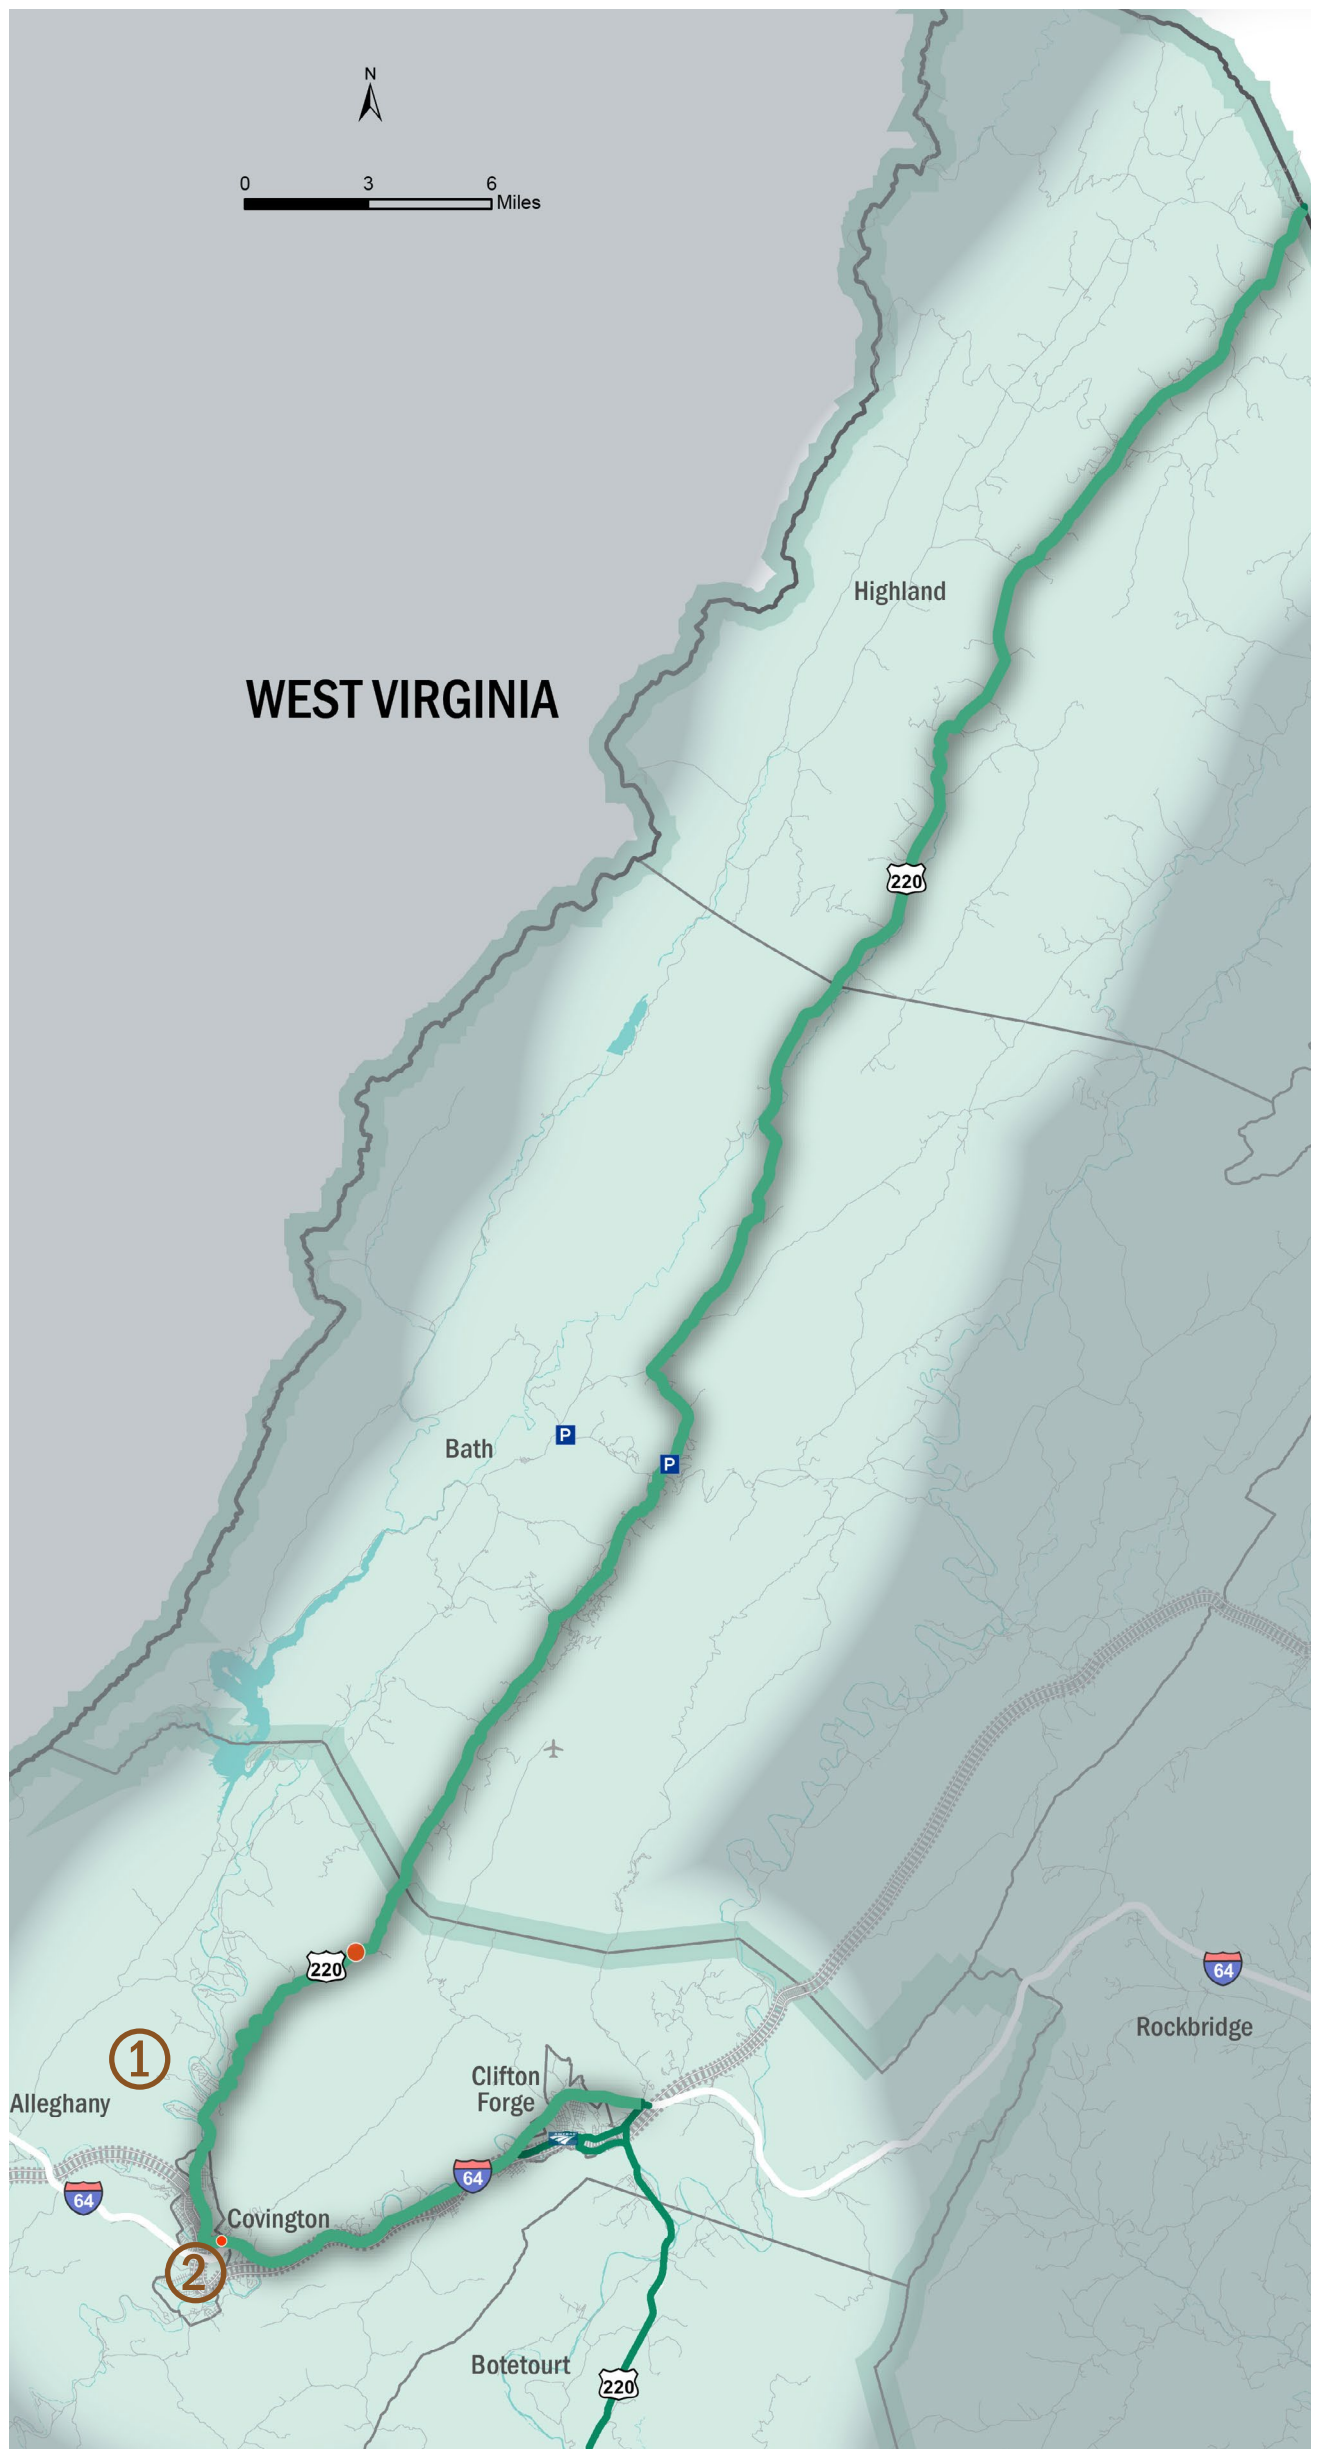 N
0 3 6
Miles
Highland
WEST VIRGINIA
220
P
Bath
P
220
64
Rockbridge
1
Clifton
Forge
Alleghany
64
64
Covington
2
Botetourt
220